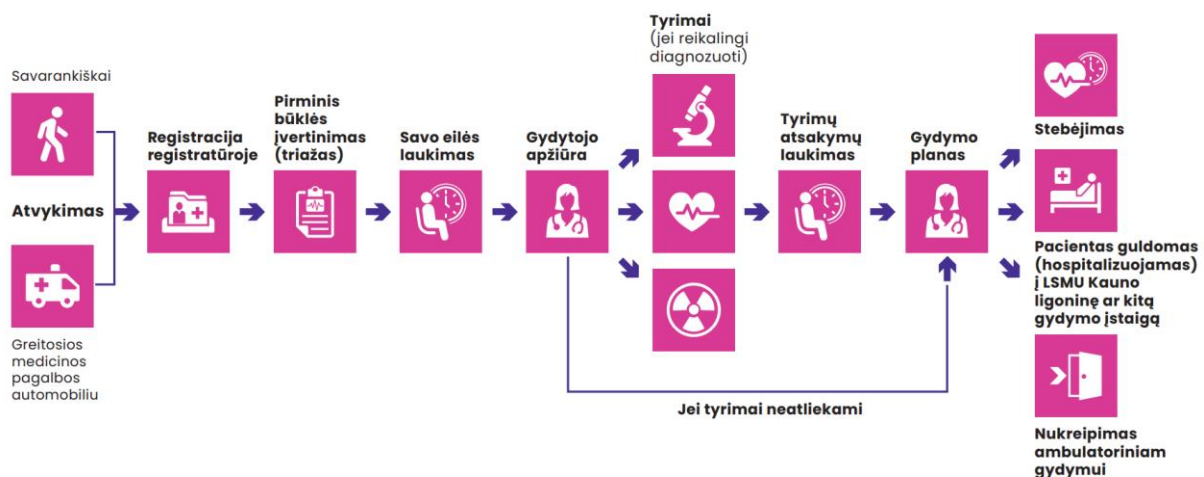 Savarankiškai
Atvykimas
Greitosios
medicinos
pagalbos
automobiliu
Registracija
registratūroje
Pirminis
būklės
įvertinimas
(triažas)
Savo eilės
laukimas
Gydytojo
apžiūra
Tyrimai
(jei reikalingi
diagnozuoti)
Tyrimų
atsakymų
laukimas
Gydymo
planas
Jei tyrimai neatliekami
Stebėjimas
Pacientas guldomas
(hospitalizuojamas)
į LSMU Kauno
ligoninę ar kitą
gydymo įstaigą
Nukreipimas
ambulatoriniam
gydymui